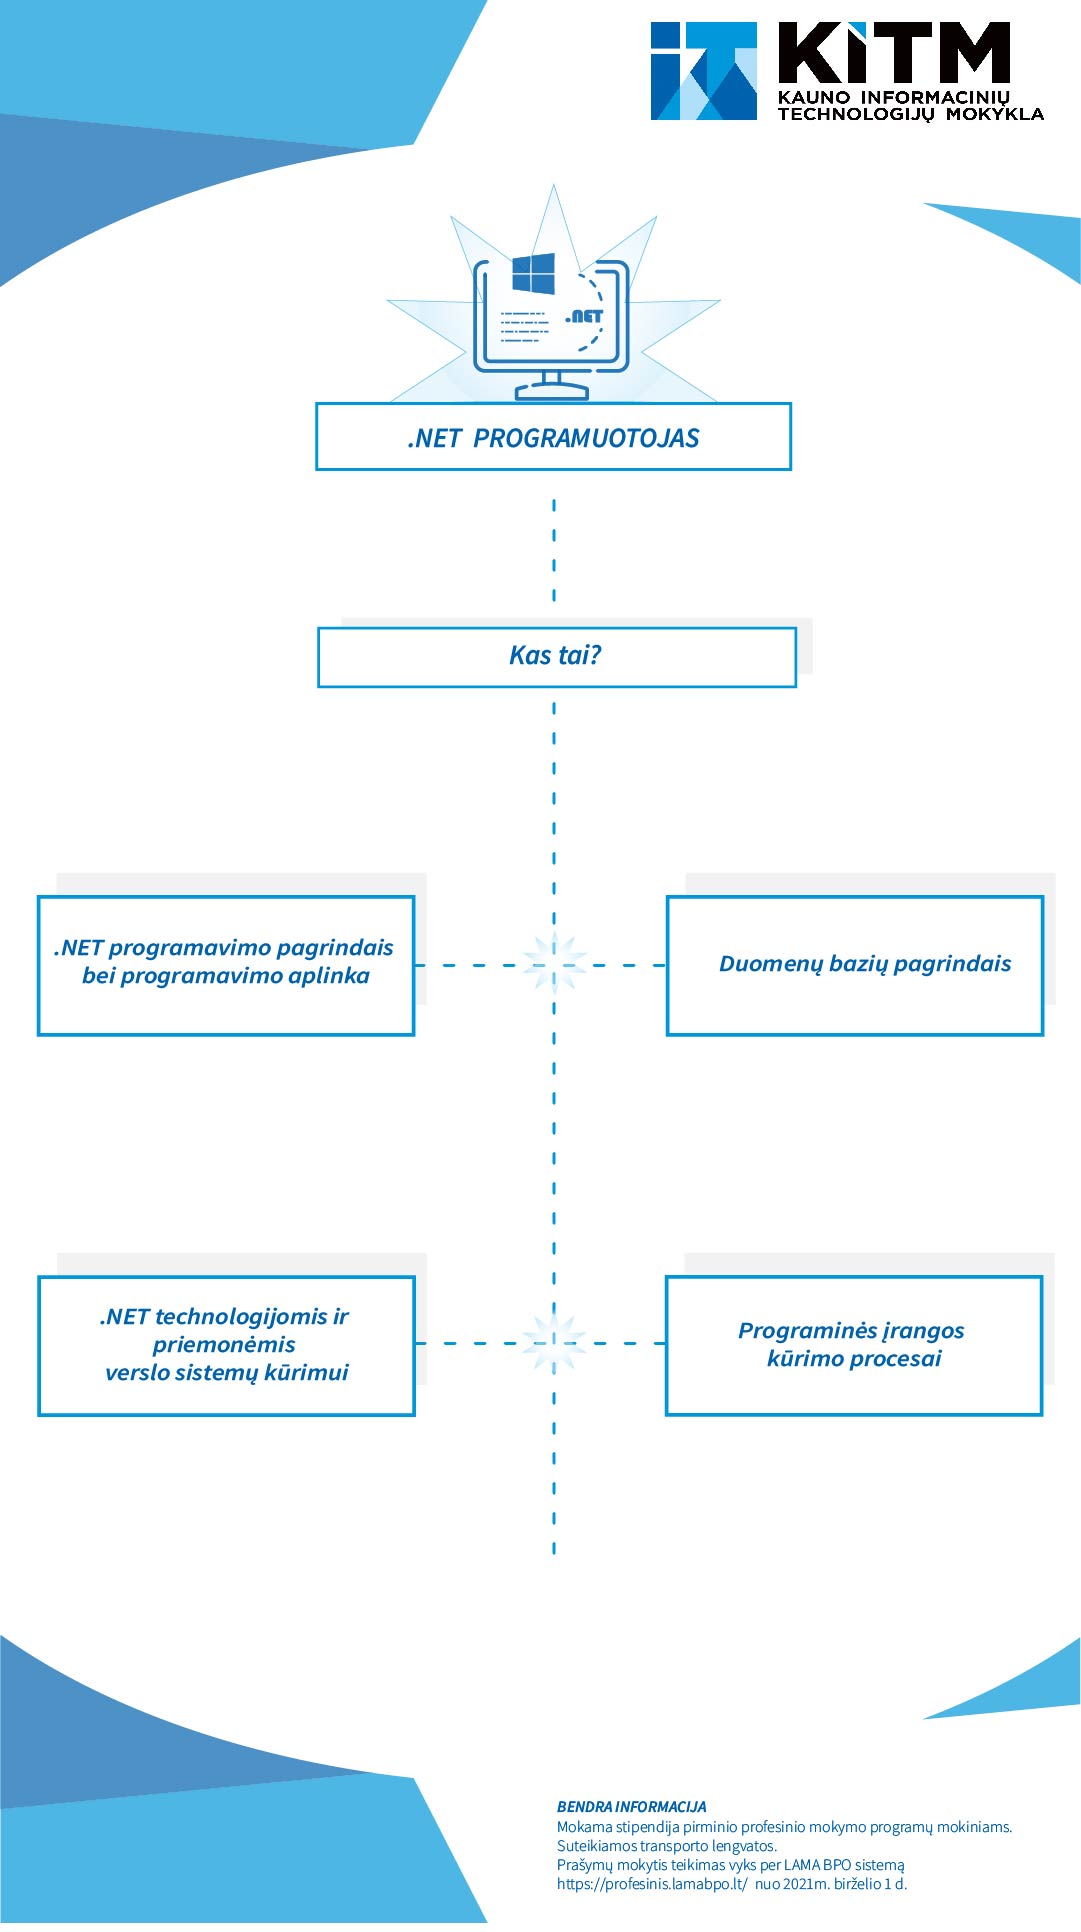 iT KiTM
KAUNO INFORMACINIŲ
TECHNOLOGIJŲ MOKYKLA
.NET
.NET PROGRAMUOTOJAS
Kas tai?
.NET programavimo pagrindais
bei programavimo aplinka
Duomenų bazių pagrindais
.NET technologijomis ir
priemonėmis
verslo sistemų kūrimui
Programinės įrangos
kūrimo procesai
BENDRA INFORMACIJA
Mokama stipendija pirminio profesinio mokymo programų mokiniams.
Suteikiamos transporto lengvatos.
Prašymų mokytis teikimas vyks per LAMA BPO sistemą
https://profesinis.lamabpo.lt/ nuo 2021m. birželio 1 d.